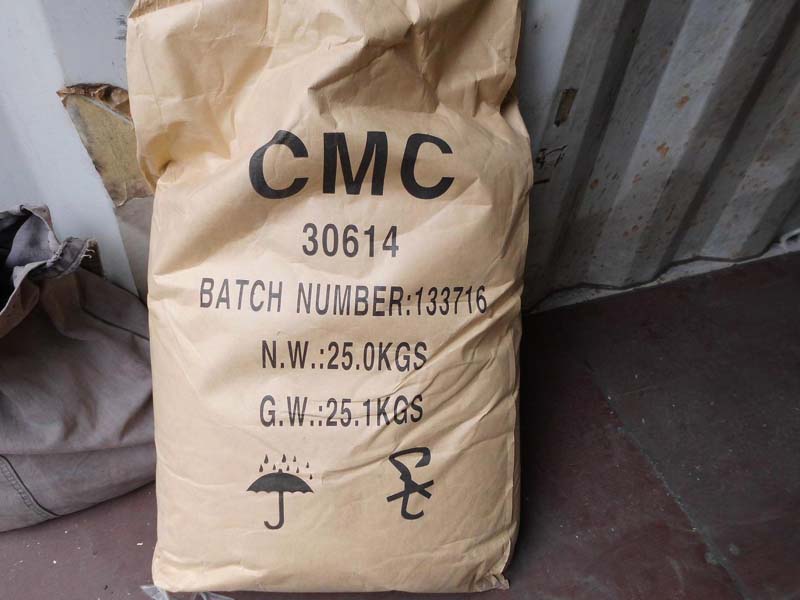 CMC
30614
BATCH NUMBER:133716
N.W.:25.0KGS
G.W.:25.1KGS